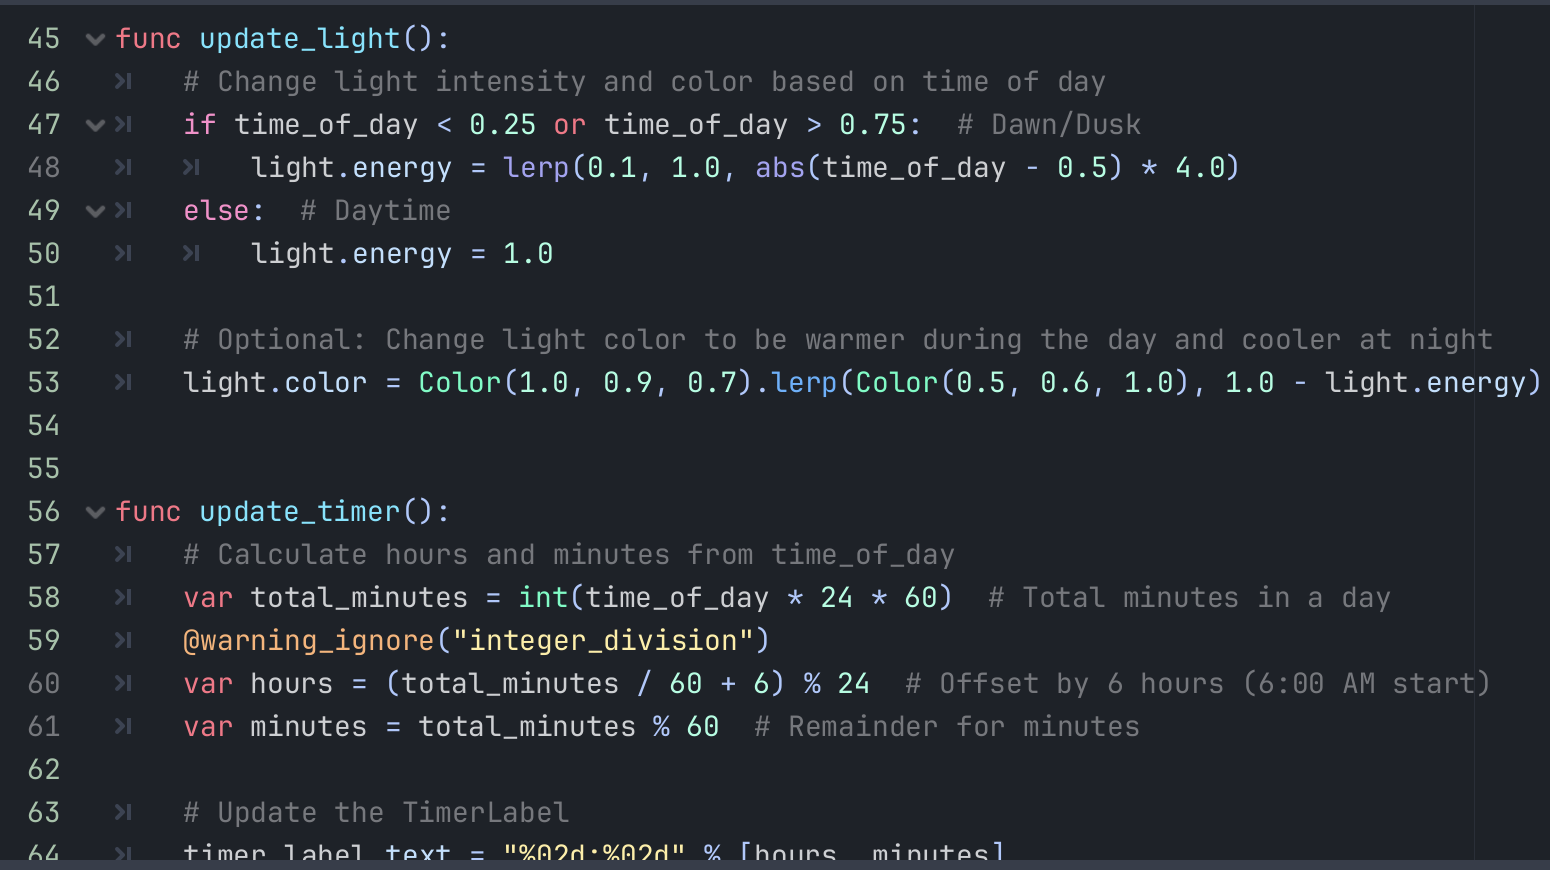 45 func update_light():
46 # Change light intensity and color based on time of day
47 if time_of_day < 0.25 or time_of_day > 0.75:  # Dawn/Dusk
48 light.energy = lerp(0.1, 1.0, abs(time_of_day - 0.5) * 4.0)
49 else:  # Daytime
50 light.energy = 1.0
51
52 # Optional: Change light color to be warmer during the day and cooler at night
53 light.color = Color(1.0, 0.9, 0.7).lerp(Color(0.5, 0.6, 1.0), 1.0 - light.energy)
54
55
56 func update_timer():
57 # Calculate hours and minutes from time_of_day
58 var total_minutes = int(time_of_day * 24 * 60)  # Total minutes in a day
59 @warning_ignore("integer_division")
60 var hours = (total_minutes / 60 + 6) % 24  # Offset by 6 hours (6:00 AM start)
61 var minutes = total_minutes % 60  # Remainder for minutes
62
63 # Update the TimerLabel
64 timer_label.text = "%02d:%02d" % [hours, minutes]